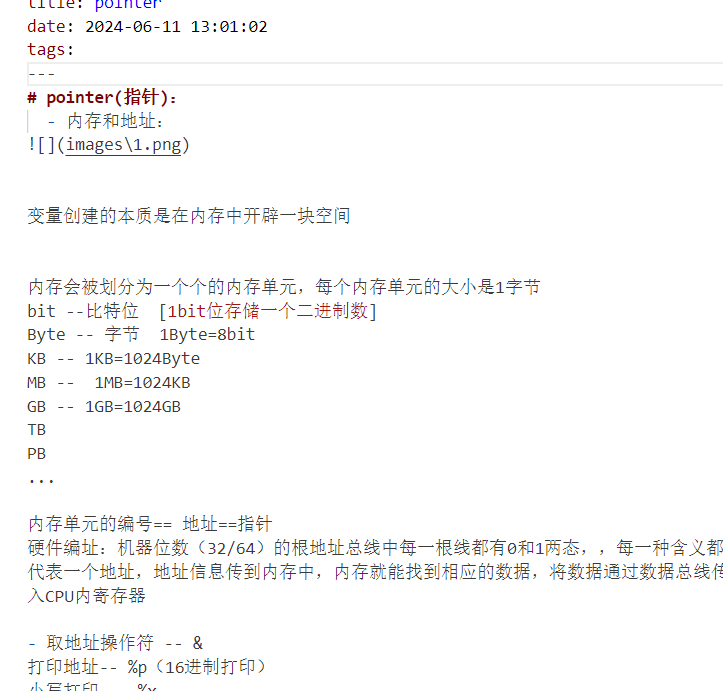 title: pointer
date: 2024-06-11 13:01:02
tags:
---
# pointer(指针):
- 内存和地址:
![](images\1.png)
变量创建的本质是在内存中开辟一块空间
内存会被划分为一个个的内存单元，每个内存单元的大小是1字节
bit --比特位 [1bit位存储一个二进制数]
Byte -- 字节 1Byte=8bit
KB -- 1KB=1024Byte
MB -- 1MB=1024KB
GB -- 1GB=1024GB
TB
PB
...
内存单元的编号== 地址==指针
硬件编址：机器位数（32/64）的根地址总线中每一根线都有0和1两态，，每一种含义都
代表一个地址，地址信息传到内存中，内存就能找到相应的数据，将数据通过数据总线传
入CPU内寄存器
- 取地址操作符 -- &
打印地址-- %p（16进制打印）
小写打印 -- %x